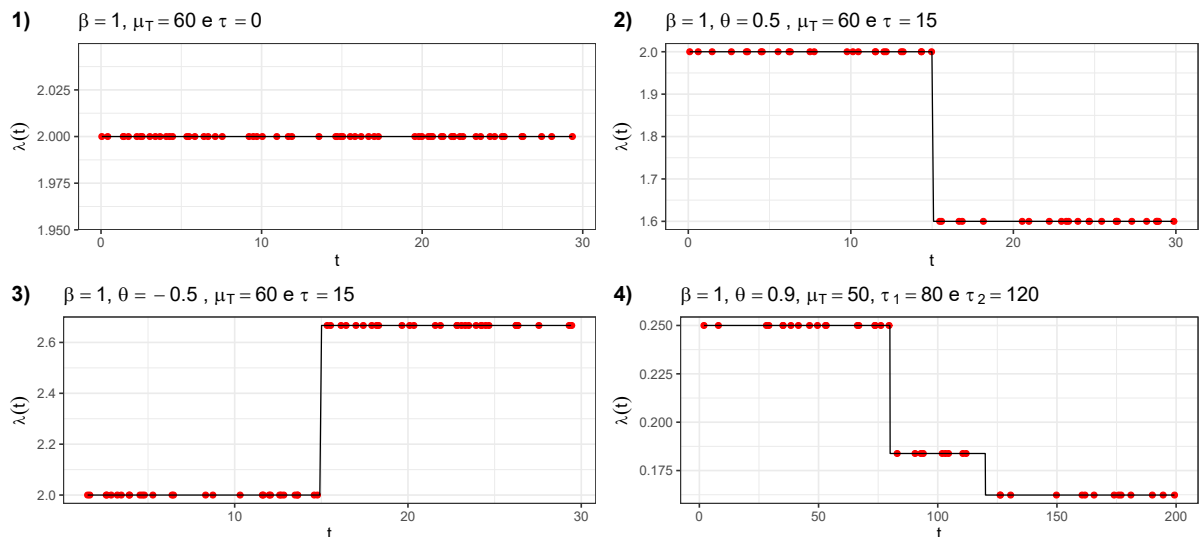 1) β = 1, μT = 60 e τ = 0
2.025
2.000
1.975
1.950
λ(t)
0 10 20 30
t
2) β = 1, θ = 0.5 , μT = 60 e τ = 15
2.0
1.9
1.8
1.7
1.6
λ(t)
0 10 20 30
t
3) β = 1, θ = − 0.5 , μT = 60 e τ = 15
2.6
2.4
2.2
2.0
λ(t)
10 20 30
t
4) β = 1, θ = 0.9, μT = 50, τ1 = 80 e τ2 = 120
0.250
0.225
0.200
0.175
λ(t)
0 50 100 150 200
t